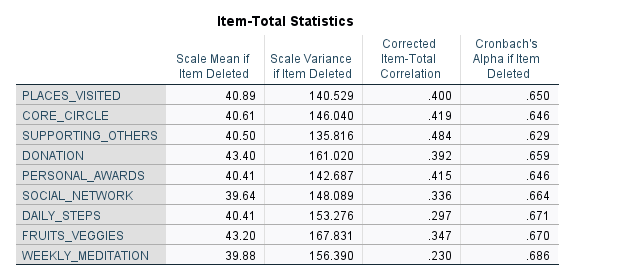 Item-Total Statistics
Scale Mean if Item Deleted Scale Variance if Item Deleted Corrected Item-Total Correlation Cronbach's Alpha if Item Deleted
PLACES_VISITED 40.89 140.529 .400 .650
CORE_CIRCLE 40.61 146.040 .419 .646
SUPPORTING_OTHERS 40.50 135.816 .484 .629
DONATION 43.40 161.020 .392 .659
PERSONAL_AWARDS 40.41 142.687 .415 .646
SOCIAL_NETWORK 39.64 148.089 .336 .664
DAILY_STEPS 40.41 153.276 .297 .671
FRUITS_VEGGIES 43.20 167.831 .347 .670
WEEKLY_MEDITATION 39.88 156.390 .230 .686